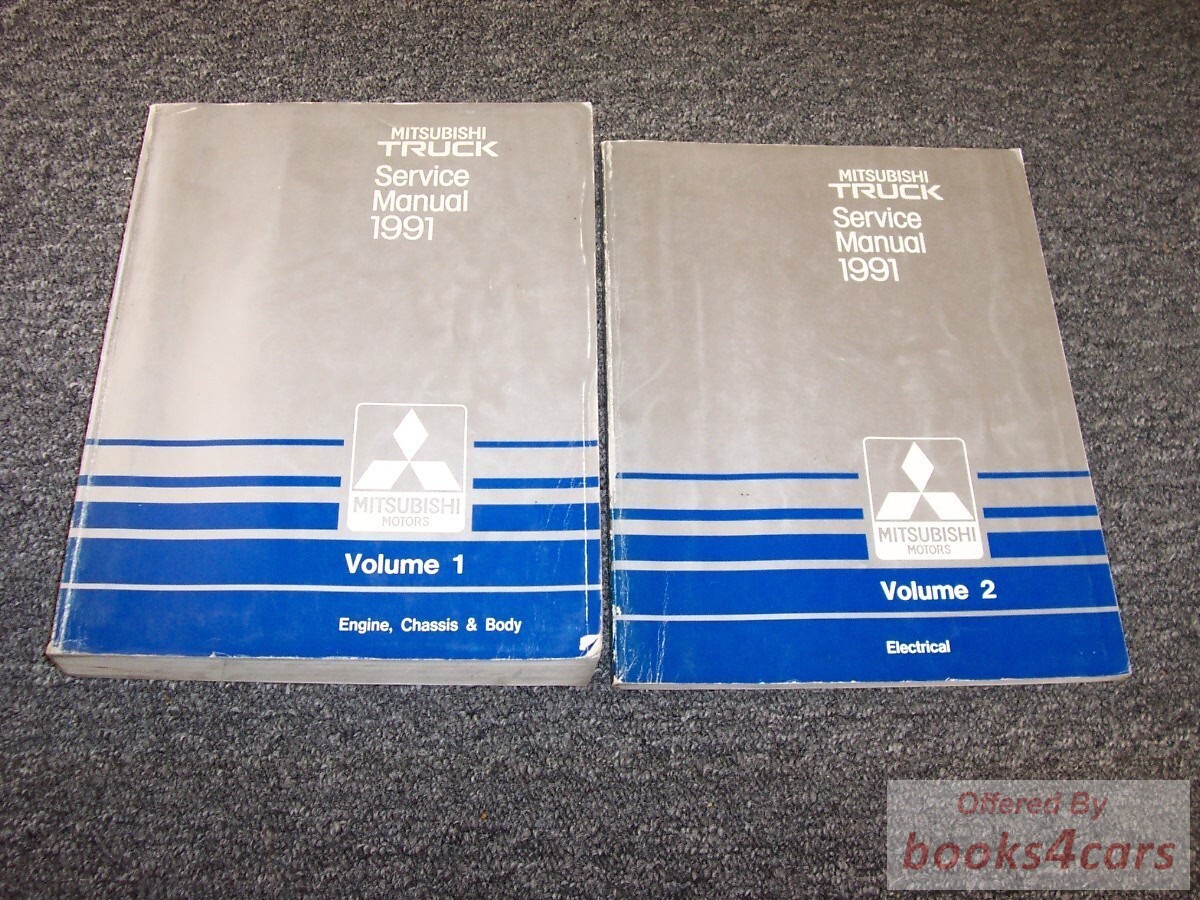 MITSUBISHI
TRUCK
Service
Manual
1991
MITSUBISHI
MOTORS
Volume 1
Engine, Chassis & Body
MITSUBISHI
TRUCK
Service
Manual
1991
MITSUBISHI
MOTORS
Volume 2
Electrical
Offered By
books4cars